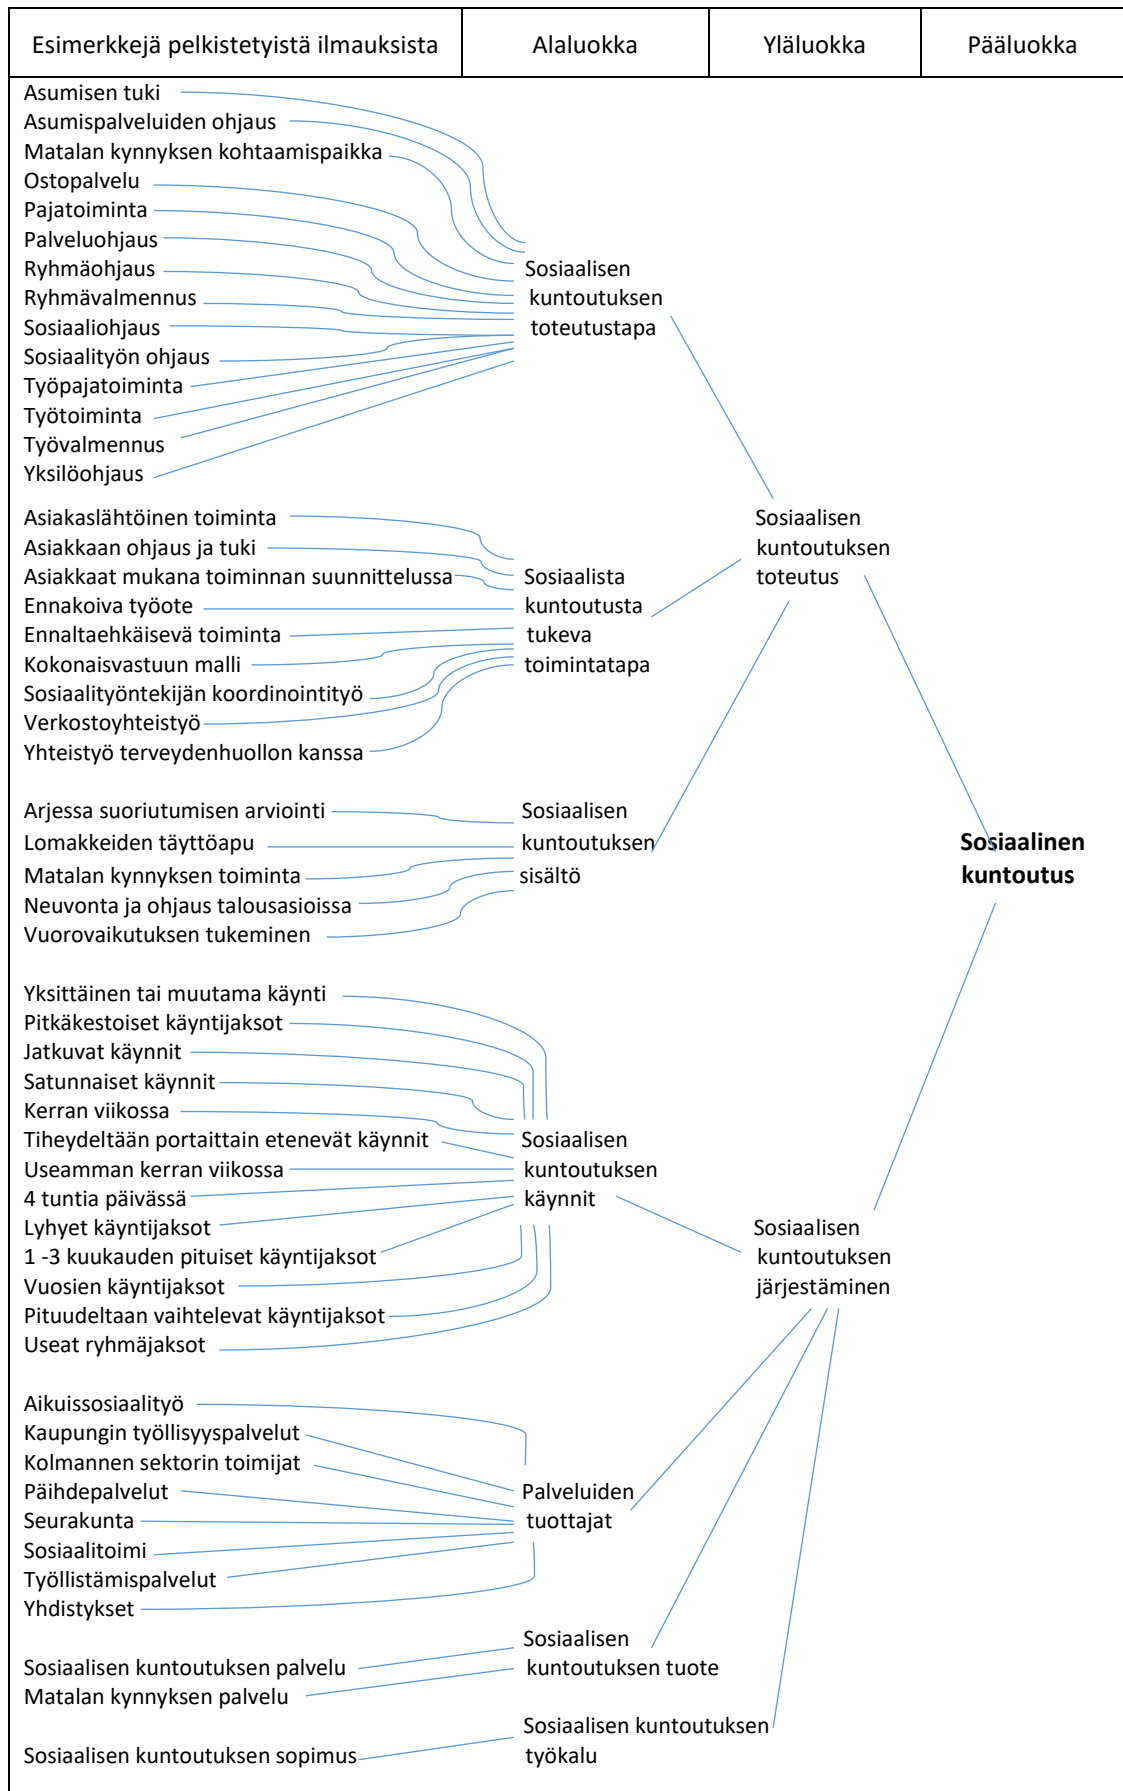 Esimerkkejä pelkistetyistä ilmauksista
Alaluokka
Yläluokka
Pääluokka
Asumisen tuki
Asumispalveluiden ohjaus
Matalan kynnyksen kohtaamispaikka
Ostopalvelu
Pajatoiminta
Palveluohjaus
Ryhmäohjaus
Ryhmävalmennus
Sosiaaliohjaus
Sosiaalityön ohjaus
Työpajatoiminta
Työtoiminta
Työvalmennus
Yksilöohjaus
Sosiaalisen
kuntoutuksen
toteutustapa
Asiakaslähtöinen toiminta
Asiakkaan ohjaus ja tuki
Asiakkaat mukana toiminnan suunnittelussa
Ennakoiva työote
Ennaltaehkäisevä toiminta
Kokonaisvastuun malli
Sosiaalityöntekijän koordinointityö
Verkostoyhteistyö
Yhteistyö terveydenhuollon kanssa
Sosiaalista
kuntoutusta
tukeva
toimintatapa
Sosiaalisen
kuntoutuksen
toteutus
Arjessa suoriutumisen arviointi
Lomakkeiden täyttöapu
Matalan kynnyksen toiminta
Neuvonta ja ohjaus talousasioissa
Vuorovaikutuksen tukeminen
Sosiaalisen
kuntoutuksen
sisältö
Sosiaalinen
kuntoutus
Yksittäinen tai muutama käynti
Pitkäkestoiset käyntijaksot
Jatkuvat käynnit
Satunnaiset käynnit
Kerran viikossa
Tiheydeltään portaittain etenevät käynnit
Useamman kerran viikossa
4 tuntia päivässä
Lyhyet käyntijaksot
1 -3 kuukauden pituiset käyntijaksot
Vuosien käyntijaksot
Pituudeltaan vaihtelevat käyntijaksot
Useat ryhmäjaksot
Sosiaalisen
kuntoutuksen
käynnit
Sosiaalisen
kuntoutuksen
järjestäminen
Aikuissosiaalityö
Kaupungin työllisyyspalvelut
Kolmannen sektorin toimijat
Päihdepalvelut
Seurakunta
Sosiaalitoimi
Työllistämispalvelut
Yhdistykset
Palveluiden
tuottajat
Sosiaalisen kuntoutuksen palvelu
Matalan kynnyksen palvelu
Sosiaalisen
kuntoutuksen tuote
Sosiaalisen kuntoutuksen sopimus
Sosiaalisen kuntoutuksen
työkalu